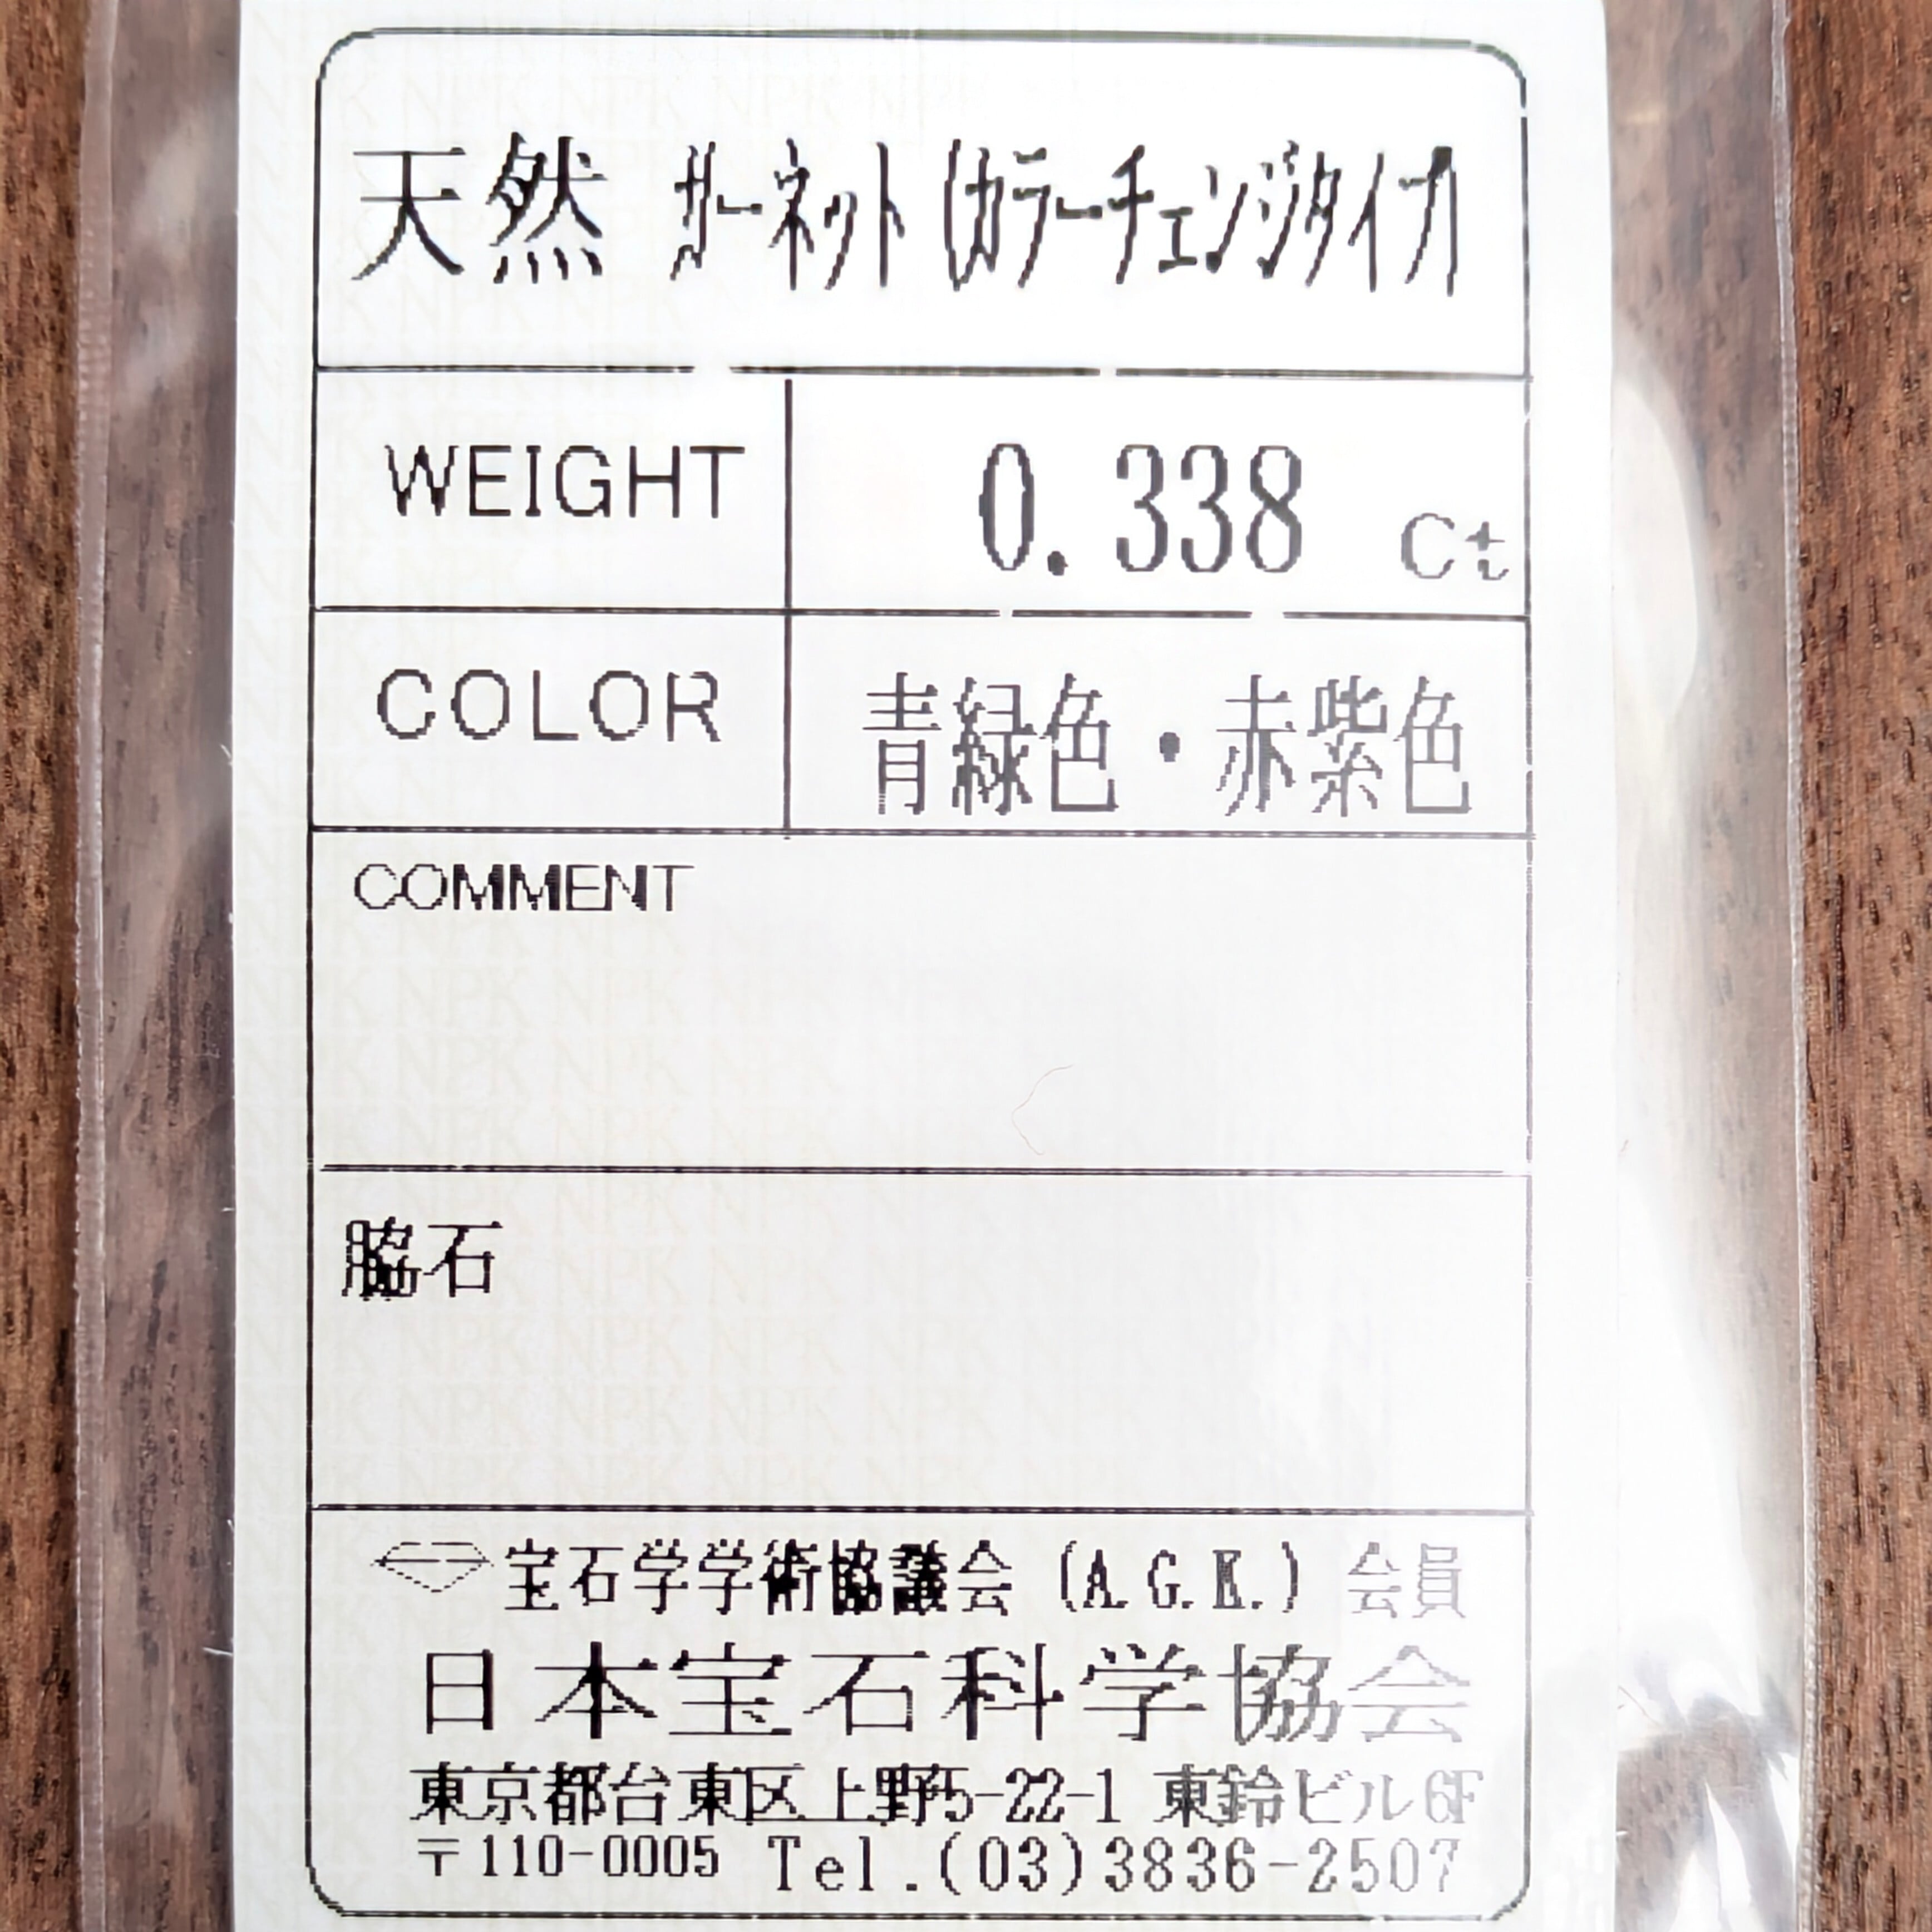 天然 ガーネット(カラーチェンジタイプ)
WEIGHT 0.338 Ct
COLOR 青緑色・赤紫色
COMMENT
脇石
宝石学学術協議会 (A.G.K.) 会員
日本宝石科学協会
東京都台東区上野5-22-1 東鈴ビル6F
〒110-0005 Tel.(03)3836-2507